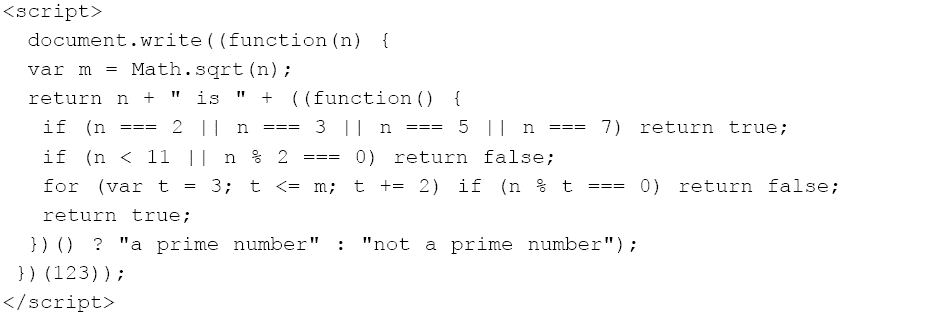 <script>
document.write((function(n) {
var m = Math.sqrt(n);
return n + " is " + ((function() {
if (n === 2 || n === 3 || n === 5 || n === 7) return true;
if (n < 11 || n % 2 === 0) return false;
for (var t = 3; t <= m; t += 2) if (n % t === 0) return false;
return true;
})() ? "a prime number" : "not a prime number");
})(123));
</script>